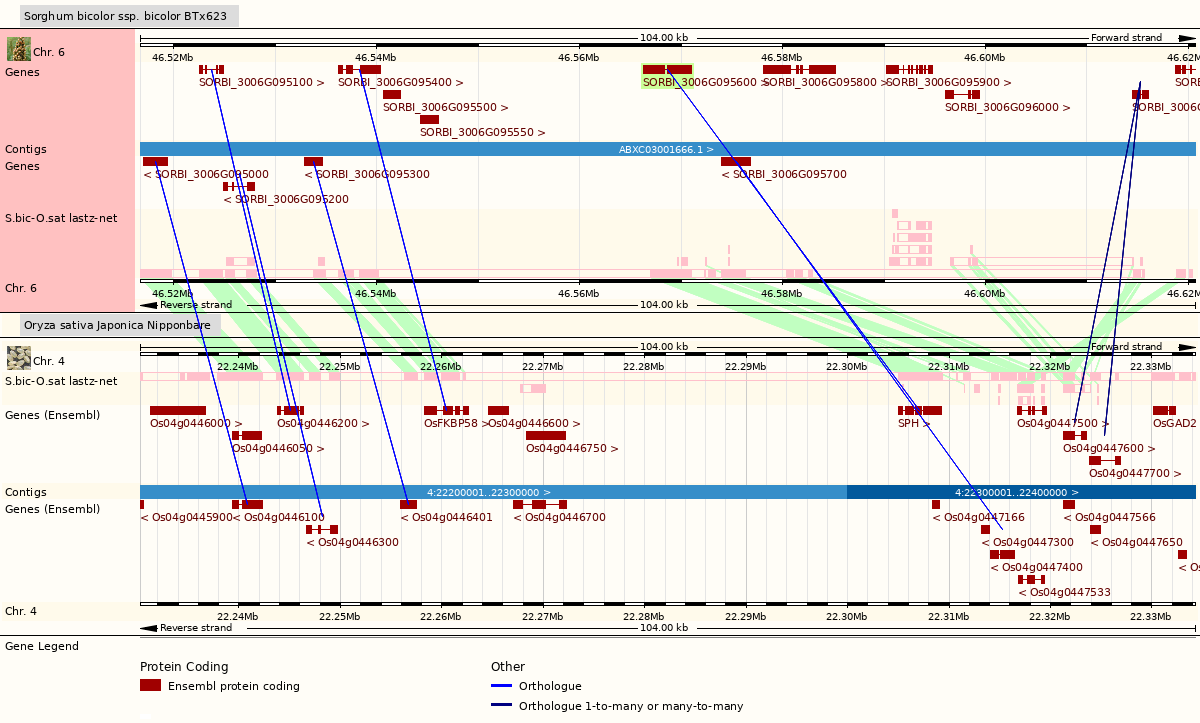 Sorghum bicolor ssp. bicolor BTx623
104.00 kb Forward strand
Chr. 6
46.52Mb 46.54Mb 46.56Mb 46.58Mb 46.60Mb 46.62M
Genes
SORBI_3006G095100 > SORBI_3006G095400 > SORBI_3006G095600 > SORBI_3006G095800 > SORBI_3006G095900 >
SORBI_3006G095500 > SORBI_3006G096000 >
SORBI_3006G095550 >
Contigs ABXC03001666.1 >
Genes
< SORBI_3006G095000 < SORBI_3006G095300 < SORBI_3006G095700
< SORBI_3006G095200
S.bic-O.sat lastz-net
Chr. 6 46.52Mb 46.54Mb 46.56Mb 46.58Mb 46.60Mb 46.62M
Reverse strand 104.00 kb
Oryza sativa Japonica Nipponbare
104.00 kb Forward strand
Chr. 4
22.24Mb 22.25Mb 22.26Mb 22.27Mb 22.28Mb 22.29Mb 22.30Mb 22.31Mb 22.32Mb 22.33Mb
S.bic-O.sat lastz-net
Genes (Ensembl)
Os04g0446000 > Os04g0446200 > OsFKBP58 > Os04g0446600 > SPH > Os04g0447500 > OsGAD2
Os04g0446050 > Os04g0446750 > Os04g0447600 >
Os04g0447700 >
Contigs 4:22200001..22300000 > 4:22300001..22400000 >
Genes (Ensembl)
< Os04g0445900 < Os04g0446100 < Os04g0446401 < Os04g0446700 < Os04g0447166 < Os04g0447566
< Os04g0446300 < Os04g0447300 < Os04g0447650
< Os04g0447400
< Os04g0447533
Chr. 4 22.24Mb 22.25Mb 22.26Mb 22.27Mb 22.28Mb 22.29Mb 22.30Mb 22.31Mb 22.32Mb 22.33Mb
Reverse strand 104.00 kb
Gene Legend
Protein Coding Other
Ensembl protein coding Orthologue
Orthologue 1-to-many or many-to-many